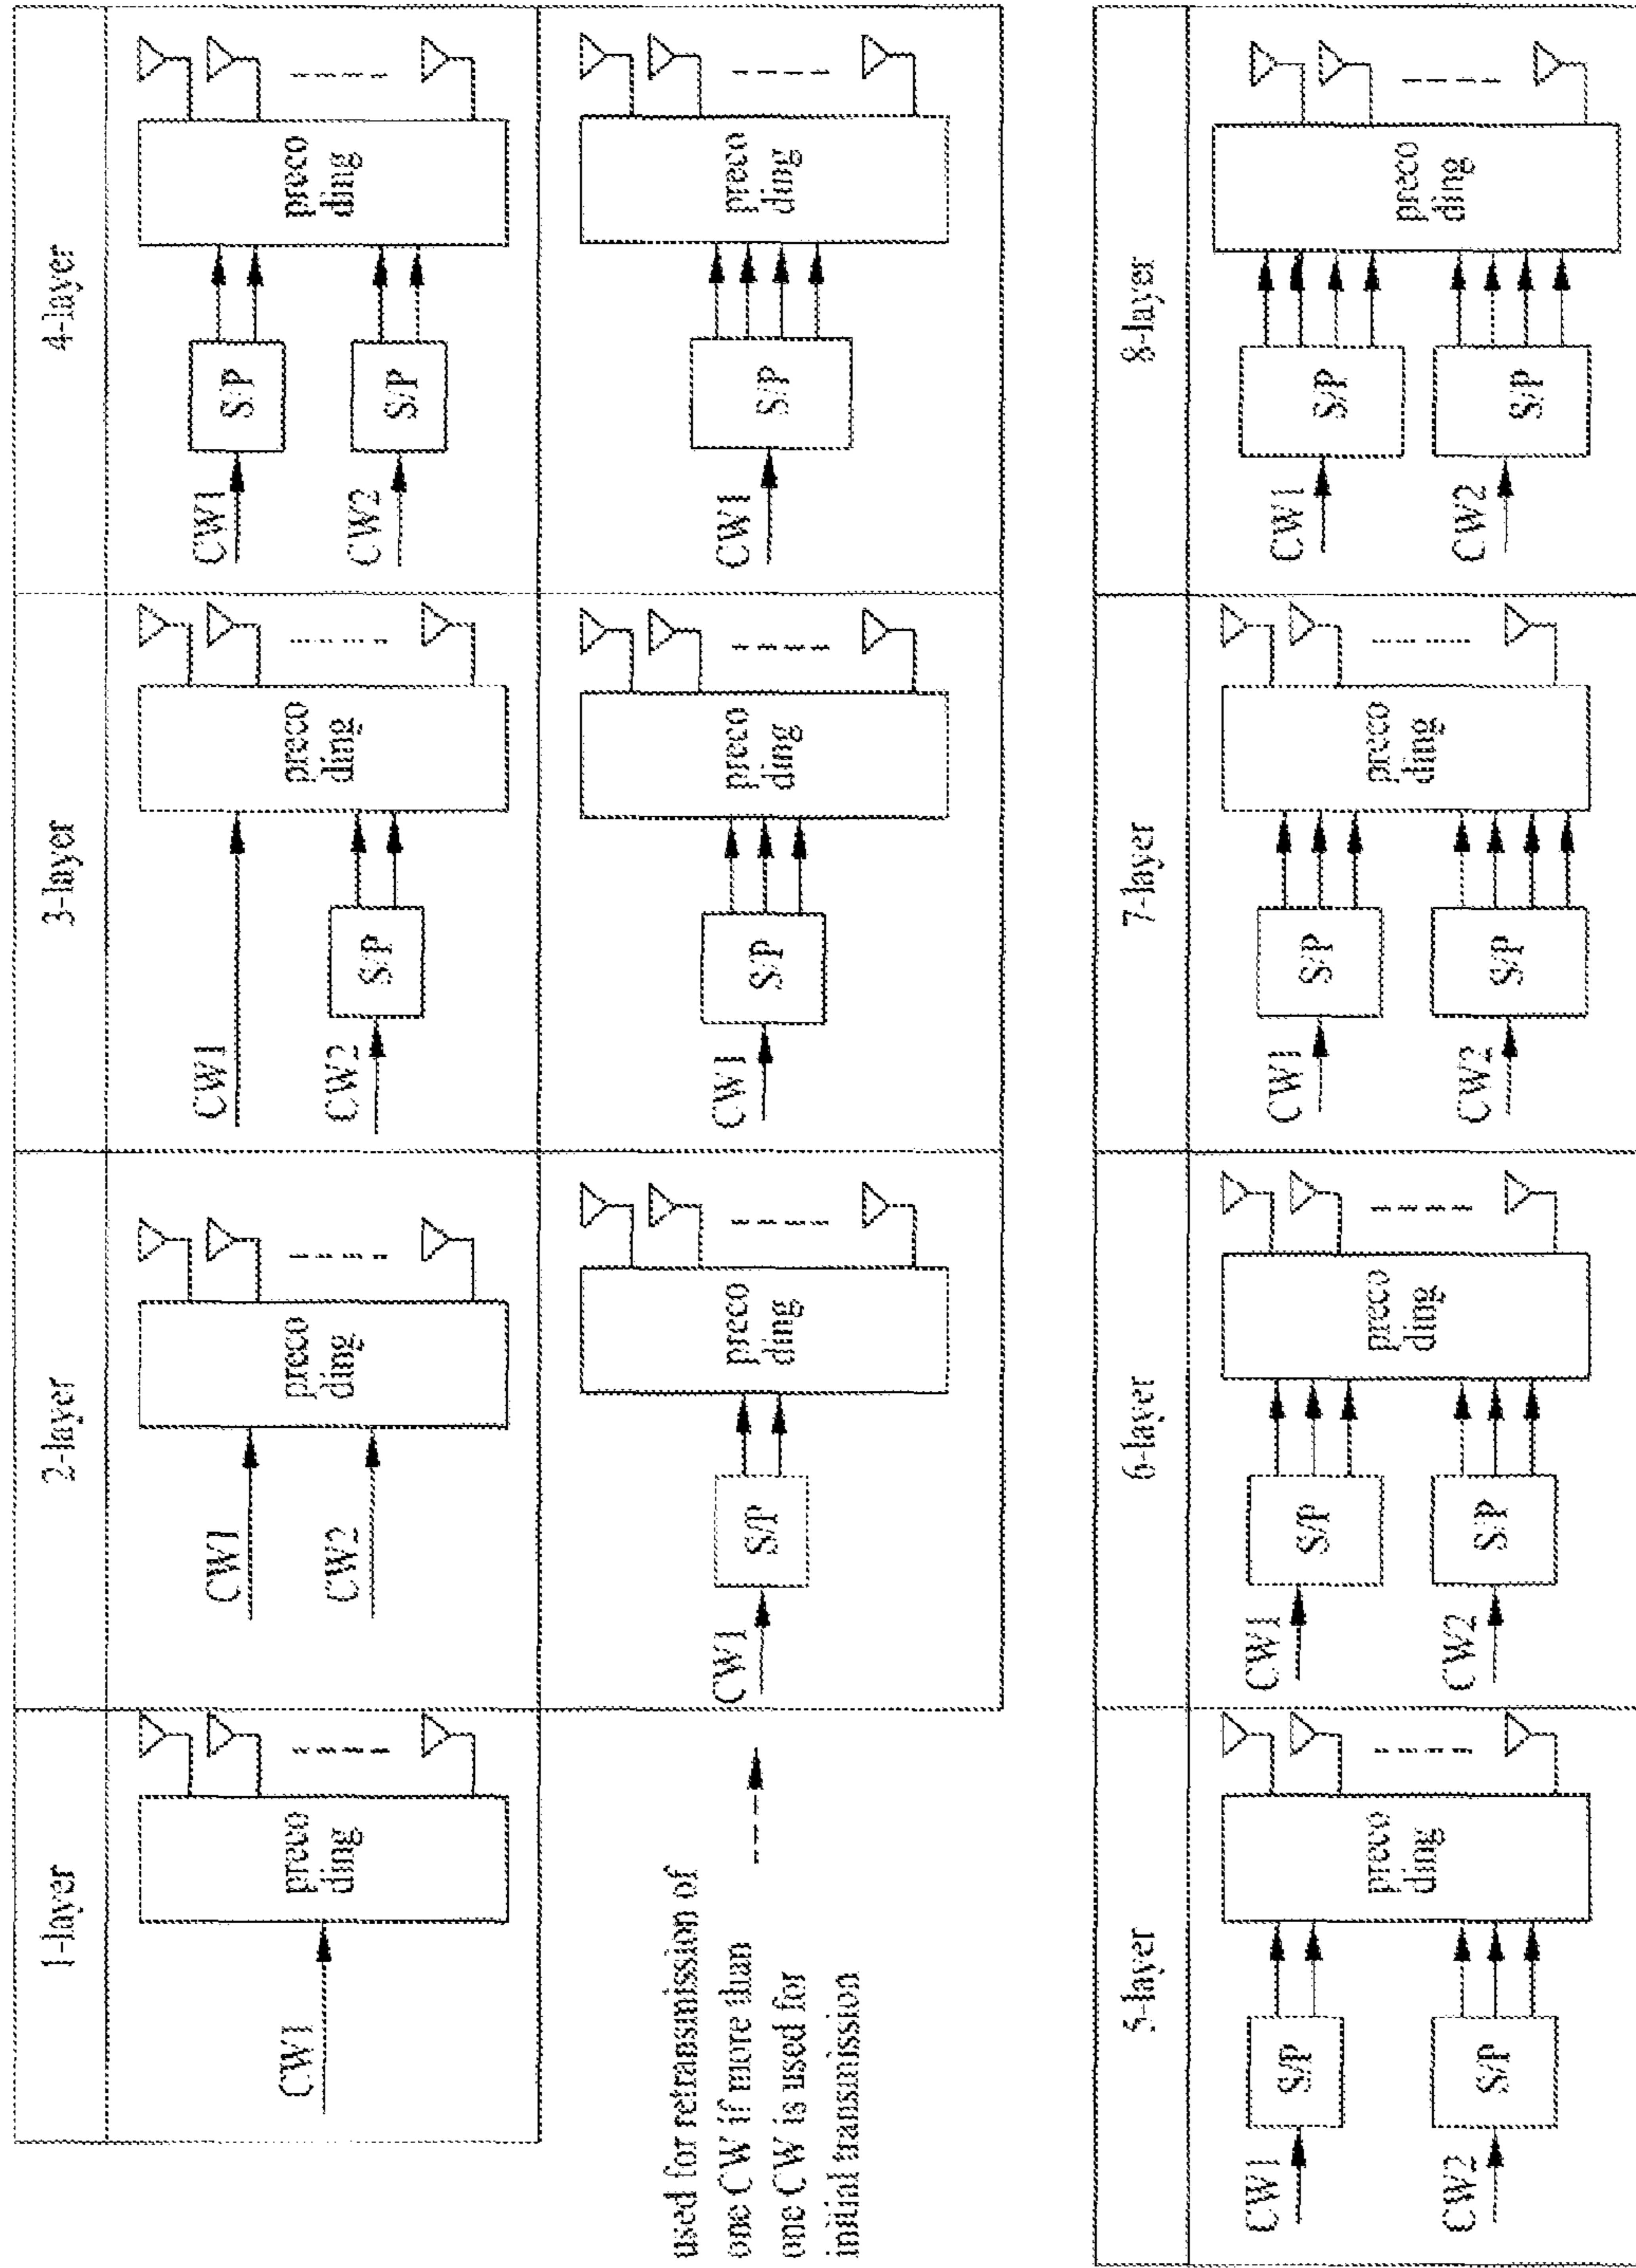 1-layer
2-layer
3-layer
4-layer
CW1
preco
ding
CW1
CW2
preco
ding
CW1
CW2
S/P
preco
ding
CW1
CW2
S/P
S/P
preco
ding
used for retransmission of
one CW if more than
one CW is used for
initial transmission
CW1
S/P
preco
ding
CW1
S/P
preco
ding
CW1
S/P
preco
ding
5-layer
6-layer
7-layer
8-layer
CW1
CW2
S/P
S/P
preco
ding
CW1
CW2
S/P
S/P
preco
ding
CW1
CW2
S/P
S/P
preco
ding
CW1
CW2
S/P
S/P
preco
ding